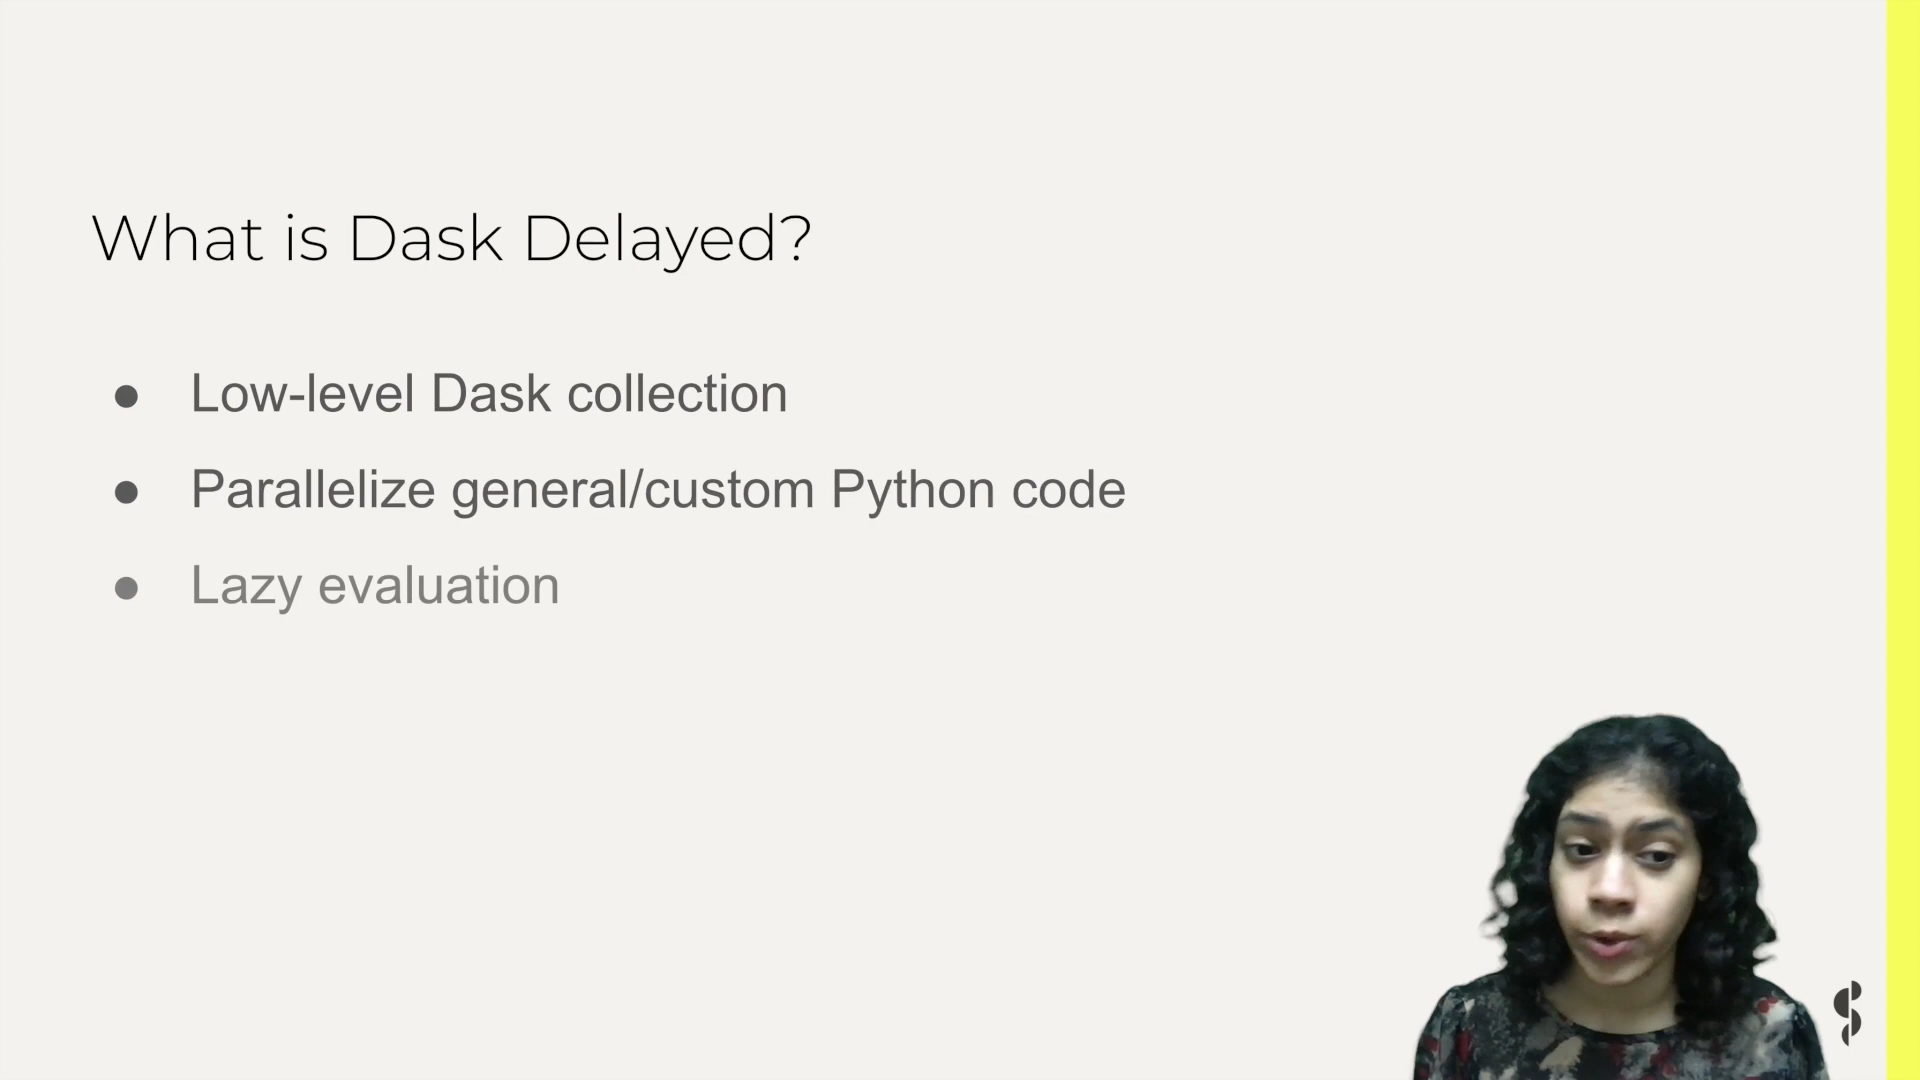 What is Dask Delayed?
● Low-level Dask collection
● Parallelize general/custom Python code
● Lazy evaluation